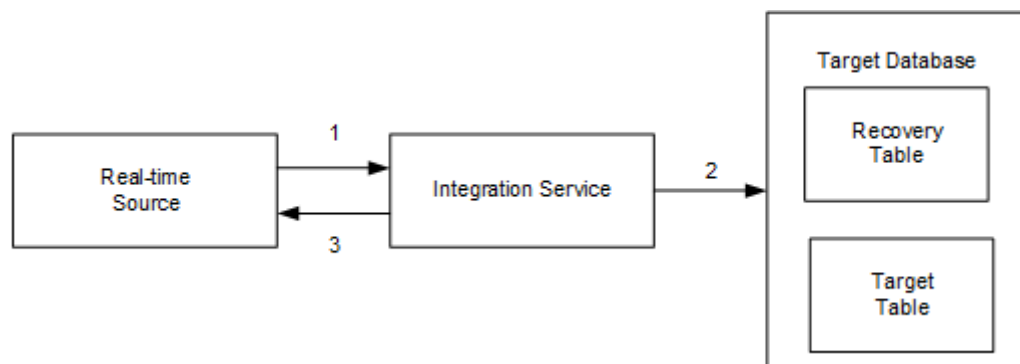 Target Database
Recovery
Table
1
Real-time
Source
Integration Service
2
3
Target
Table